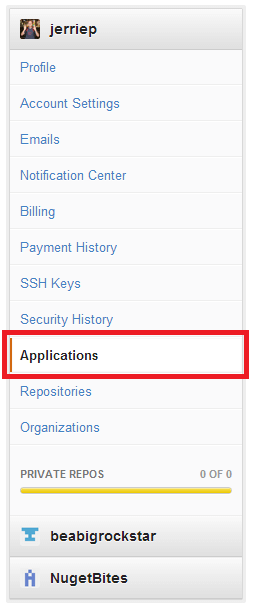 jerriep
Profile
Account Settings
Emails
Notification Center
Billing
Payment History
SSH Keys
Security History
Applications
Repositories
Organizations
PRIVATE REPOS 0 OF 0
beabigrockstar
NugetBites